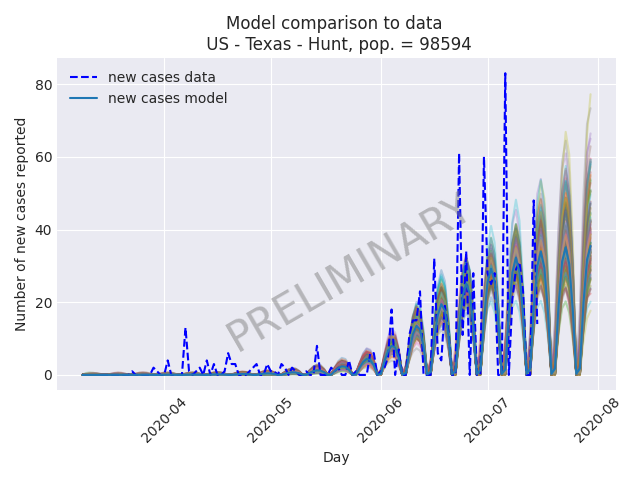 Model comparison to data
US - Texas - Hunt, pop. = 98594
new cases data
new cases model
Number of new cases reported
80
60
40
20
0
PRELIMINARY
2020-04
2020-05
2020-06
2020-07
2020-08
Day